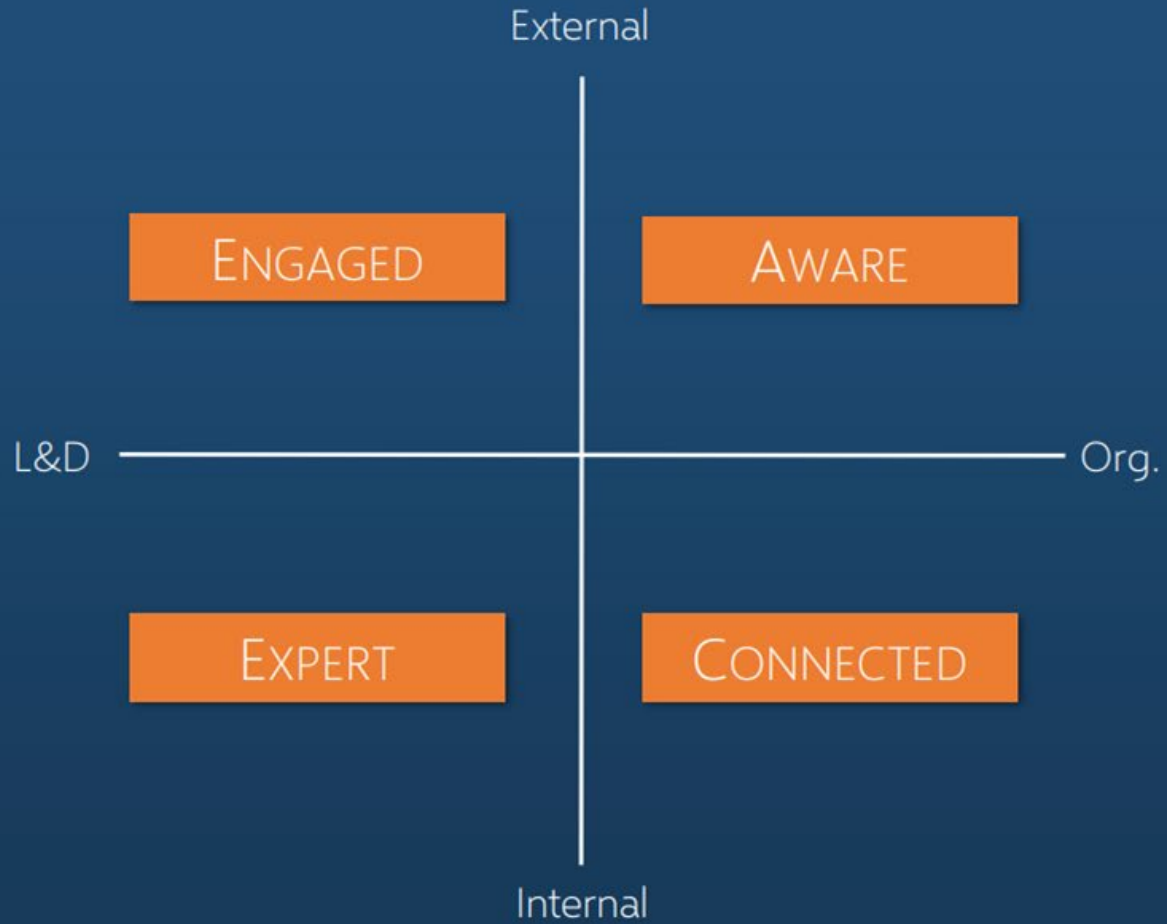 External
ENGAGED
AWARE
L&D
Org.
EXPERT
CONNECTED
Internal